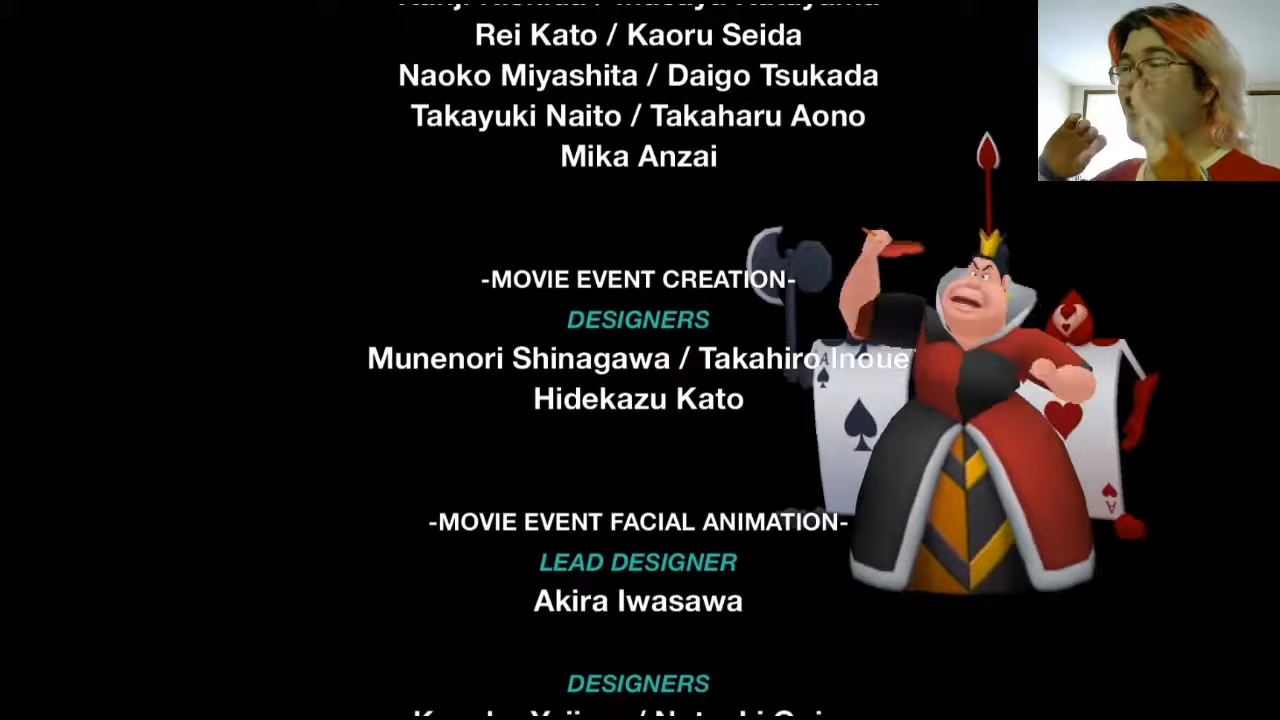 Rei Kato / Kaoru Seida
Naoko Miyashita / Daigo Tsukada
Takayuki Naito / Takaharu Aono
Mika Anzai
-MOVIE EVENT CREATION-
DESIGNERS
Munenori Shinagawa / Takahiro Inoue
Hidekazu Kato
-MOVIE EVENT FACIAL ANIMATION-
LEAD DESIGNER
Akira Iwasawa
DESIGNERS